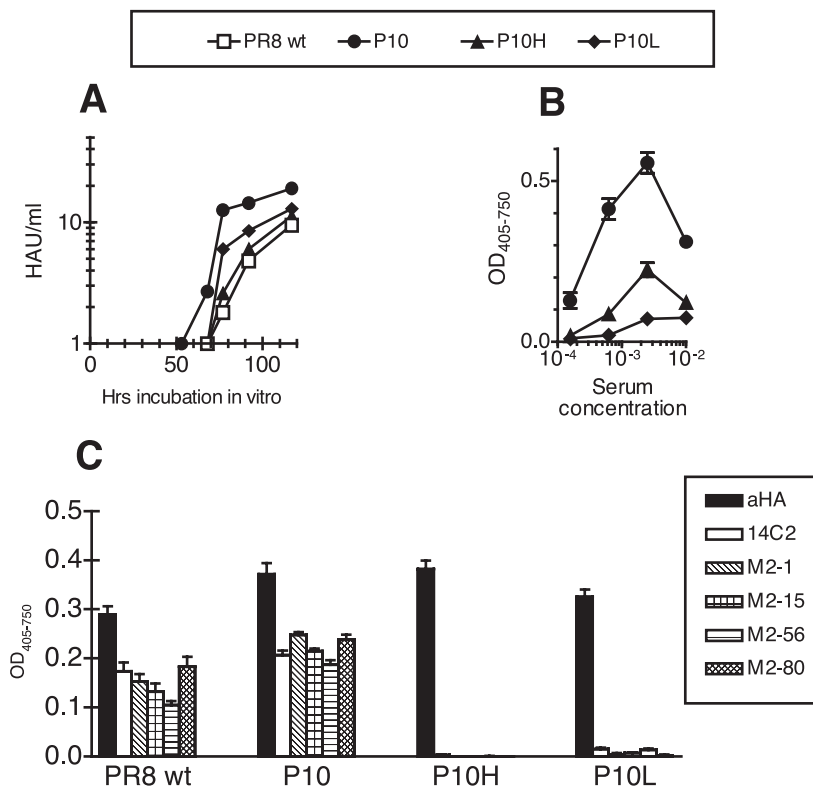 PR8 wt P10 P10H P10L
A
HAU/ml
10
1
0 50 100
Hrs incubation in vitro
B
OD405-750
0.5
0.0
10-4 10-3 10-2
Serum
concentration
C
OD405-750
0.5
0.4
0.3
0.2
0.1
0.0
PR8 wt P10 P10H P10L
aHA
14C2
M2-1
M2-15
M2-56
M2-80